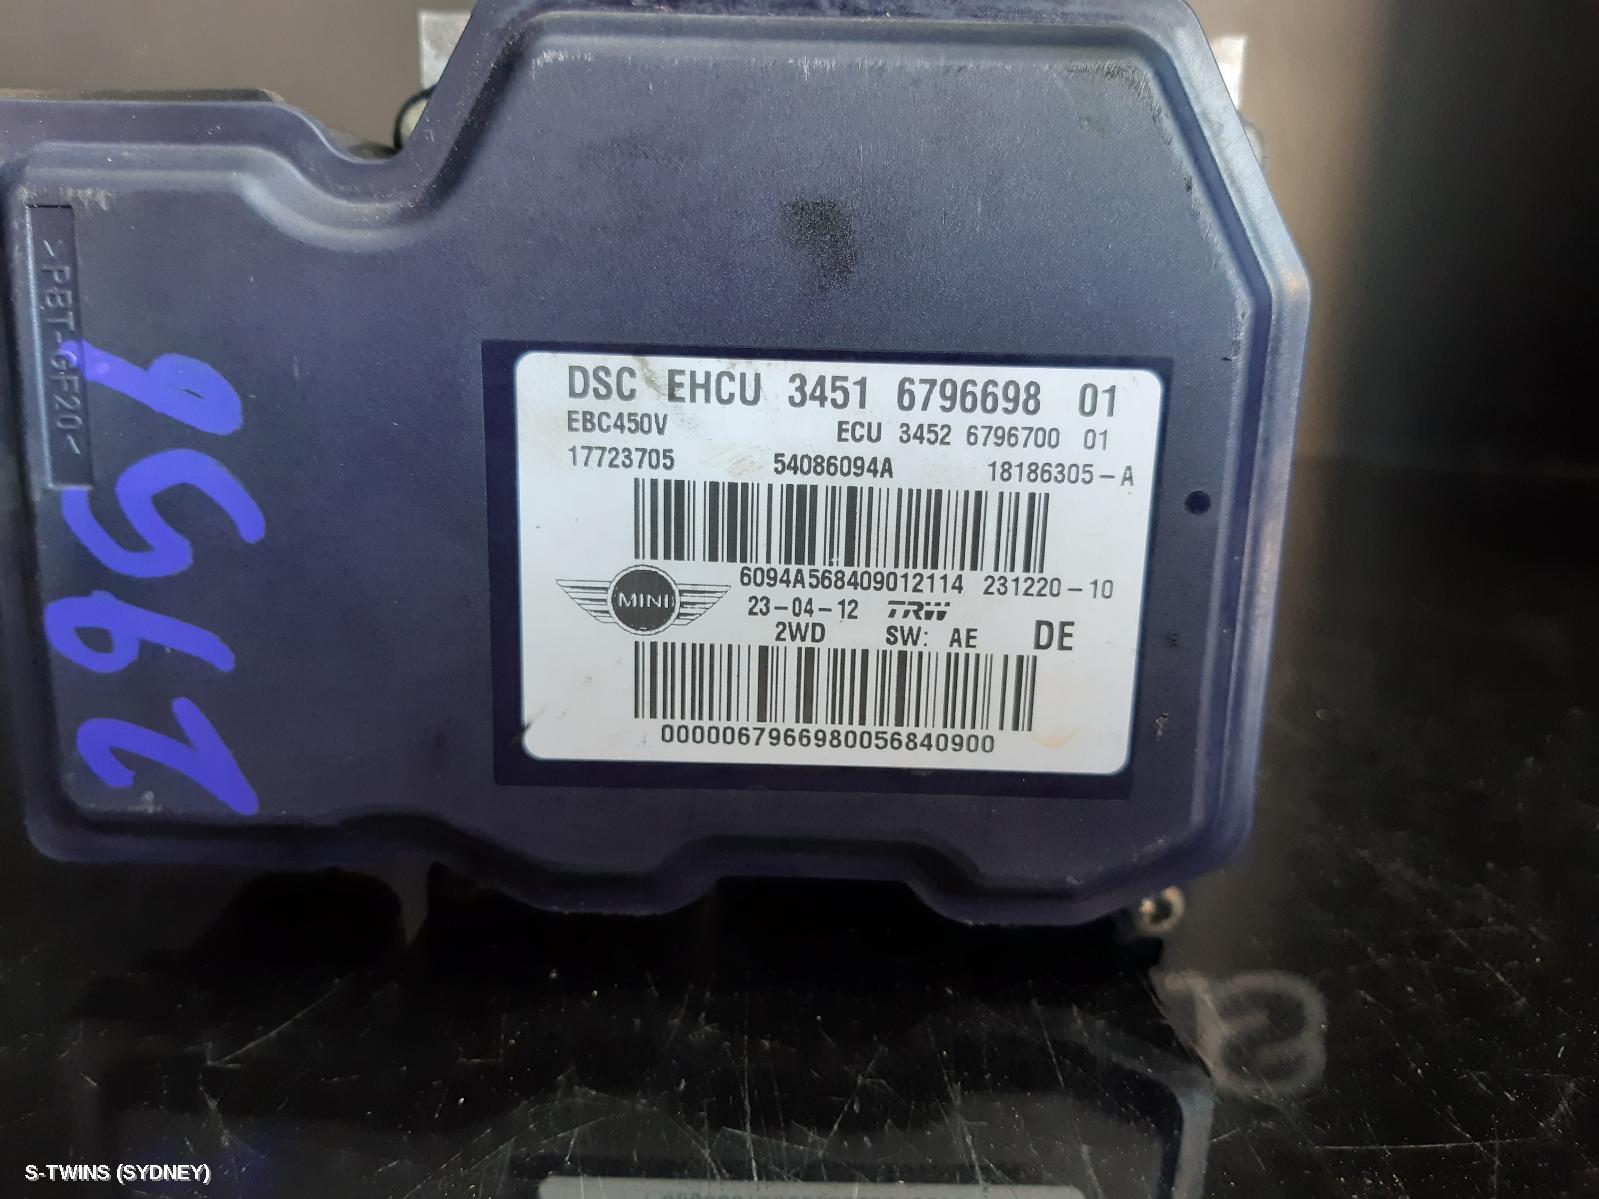 >PBT-GF20<
2956
DSC EHCU 3451 6796698 01
EBC450V ECU 3452 6796700 01
17723705 54086094A 18186305-A
6094A568409012114 231220-10
MINI 23-04-12 TRW
2WD SW: AE DE
0000067966980056840900
S-TWINS (SYDNEY)